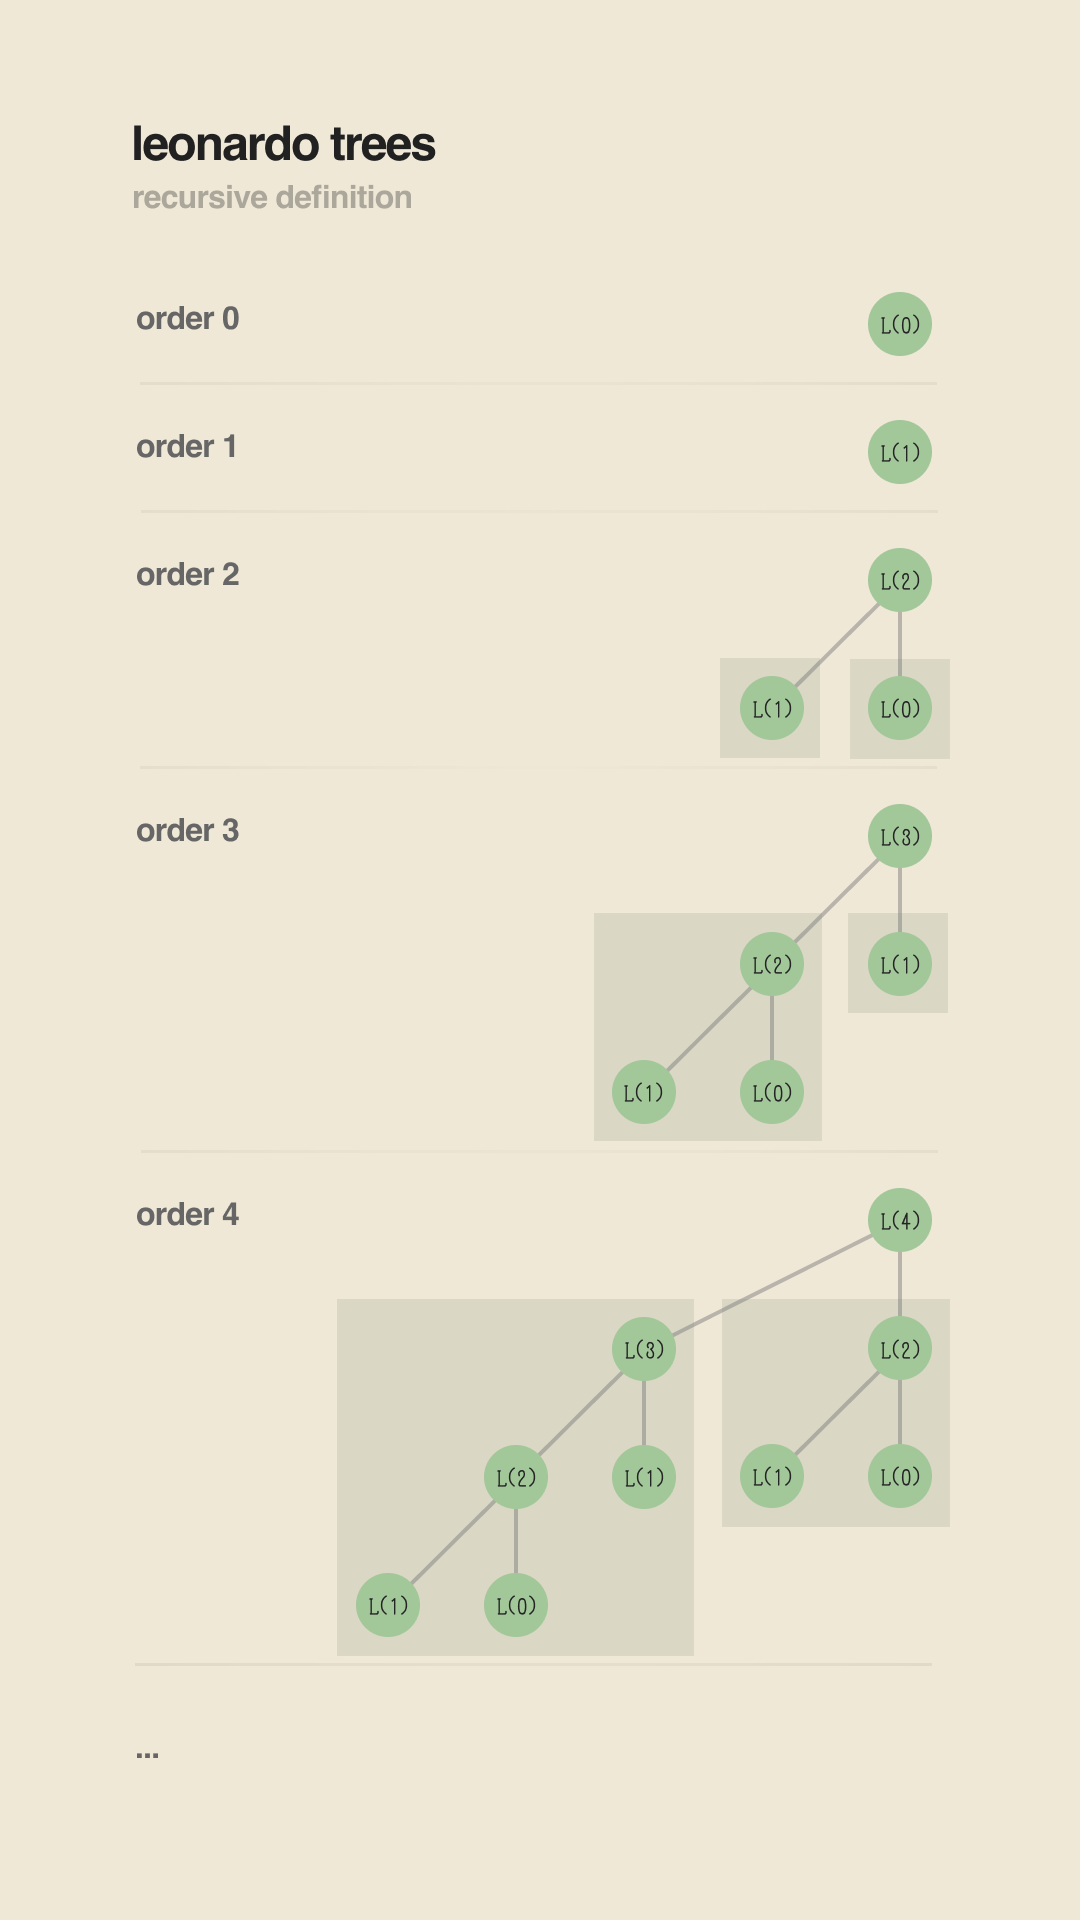 leonardo trees
recursive definition
order 0
L(0)
order 1
L(1)
order 2
L(2)
L(1) L(0)
order 3
L(3)
L(2) L(1)
L(1) L(0)
order 4
L(4)
L(3) L(2)
L(2) L(1) L(1) L(0)
L(1) L(0)
...